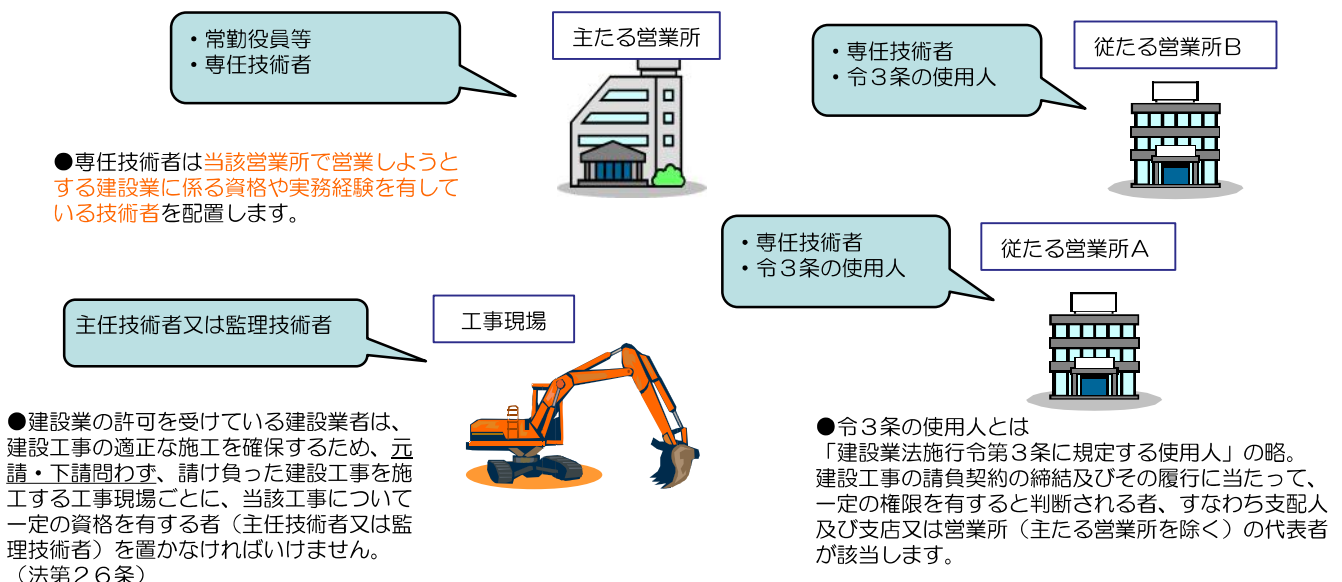 ・常勤役員等
・専任技術者
主たる営業所
・専任技術者
・令３条の使用人
従たる営業所Ｂ
●専任技術者は当該営業所で営業しようと
する建設業に係る資格や実務経験を有して
いる技術者を配置します。
・専任技術者
・令３条の使用人
従たる営業所Ａ
主任技術者又は監理技術者
工事現場
●建設業の許可を受けている建設業者は、
建設工事の適正な施工を確保するため、元
請・下請問わず、請け負った建設工事を施
工する工事現場ごとに、当該工事について
一定の資格を有する者（主任技術者又は監
理技術者）を置かなければいけません。
（法第２６条）
●令３条の使用人とは
「建設業法施行令第３条に規定する使用人」の略。
建設工事の請負契約の締結及びその履行に当たって、
一定の権限を有すると判断される者、すなわち支配人
及び支店又は営業所（主たる営業所を除く）の代表者
が該当します。